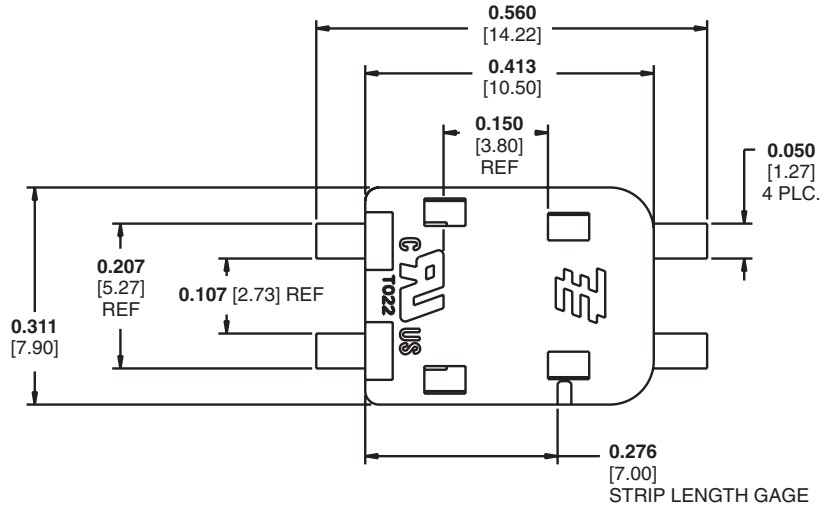 0.560
[14.22]
0.413
[10.50]
0.150
[3.80]
REF
0.050
[1.27]
4 PLC.
0.207
[5.27]
REF
0.107 [2.73] REF
0.311
[7.90]
C
TO22
US
0.276
[7.00]
STRIP LENGTH GAGE